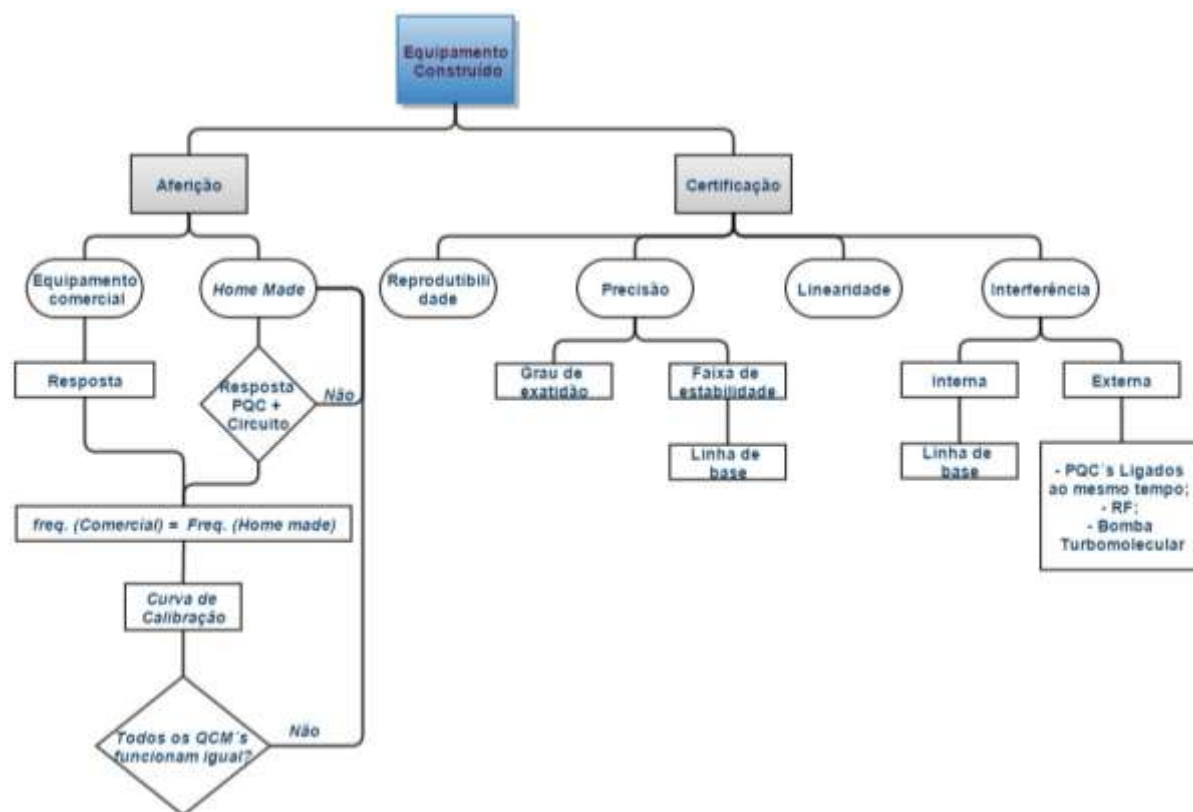 Equipamento
Construído
Aferição
Certificação
Equipamento
comercial
Home Made
Reprodutibili
dade
Precisão
Linearidade
Interferência
Resposta
Resposta
PQC +
Circuito
Não
Grau de
exatidão
Faixa de
estabilidade
Interna
Externa
Linha de
base
Linha de
base
- PQC´s Ligados
ao mesmo tempo;
- RF;
- Bomba
Turbomolecular
freq. (Comercial) = Freq. (Home made)
Curva de
Calibração
Todos os QCM´s
funcionam igual?
Não